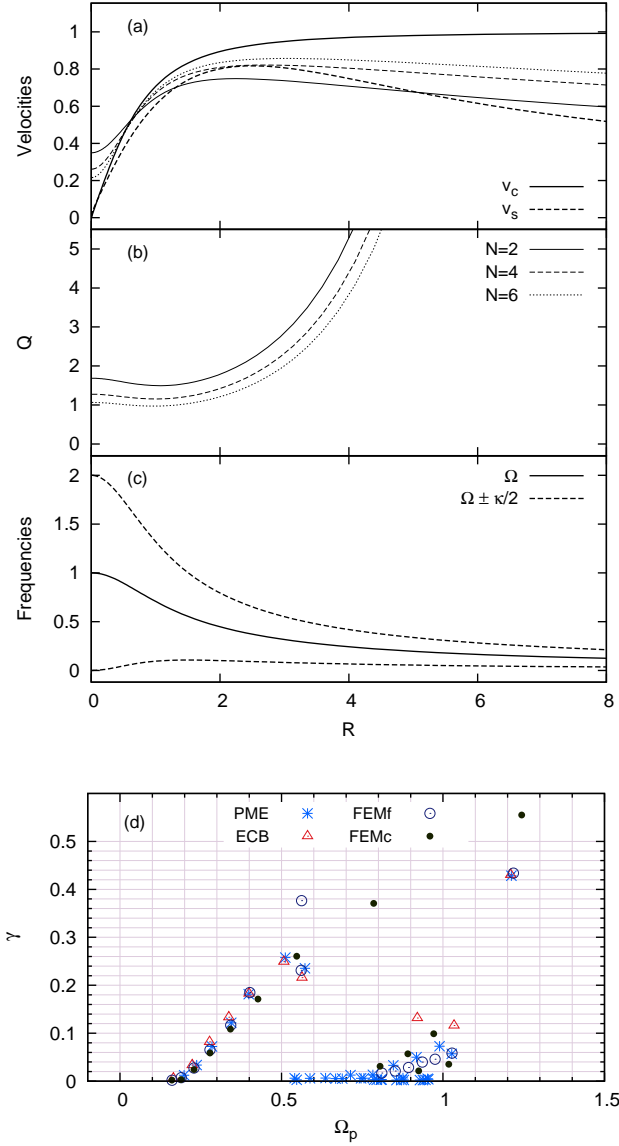 (a)
1
0.8
0.6
0.4
0.2
0
Velocities
v_c
v_s
(b)
5
4
3
2
1
0
Q
N=2
N=4
N=6
(c)
2
1.5
1
0.5
0
Frequencies
Ω
Ω ± κ/2
0 2 4 6 8
R
(d)
PME FEMf
ECB FEMc
0.5
0.4
0.3
0.2
0.1
0
γ
0 0.5 1 1.5
Ω_p